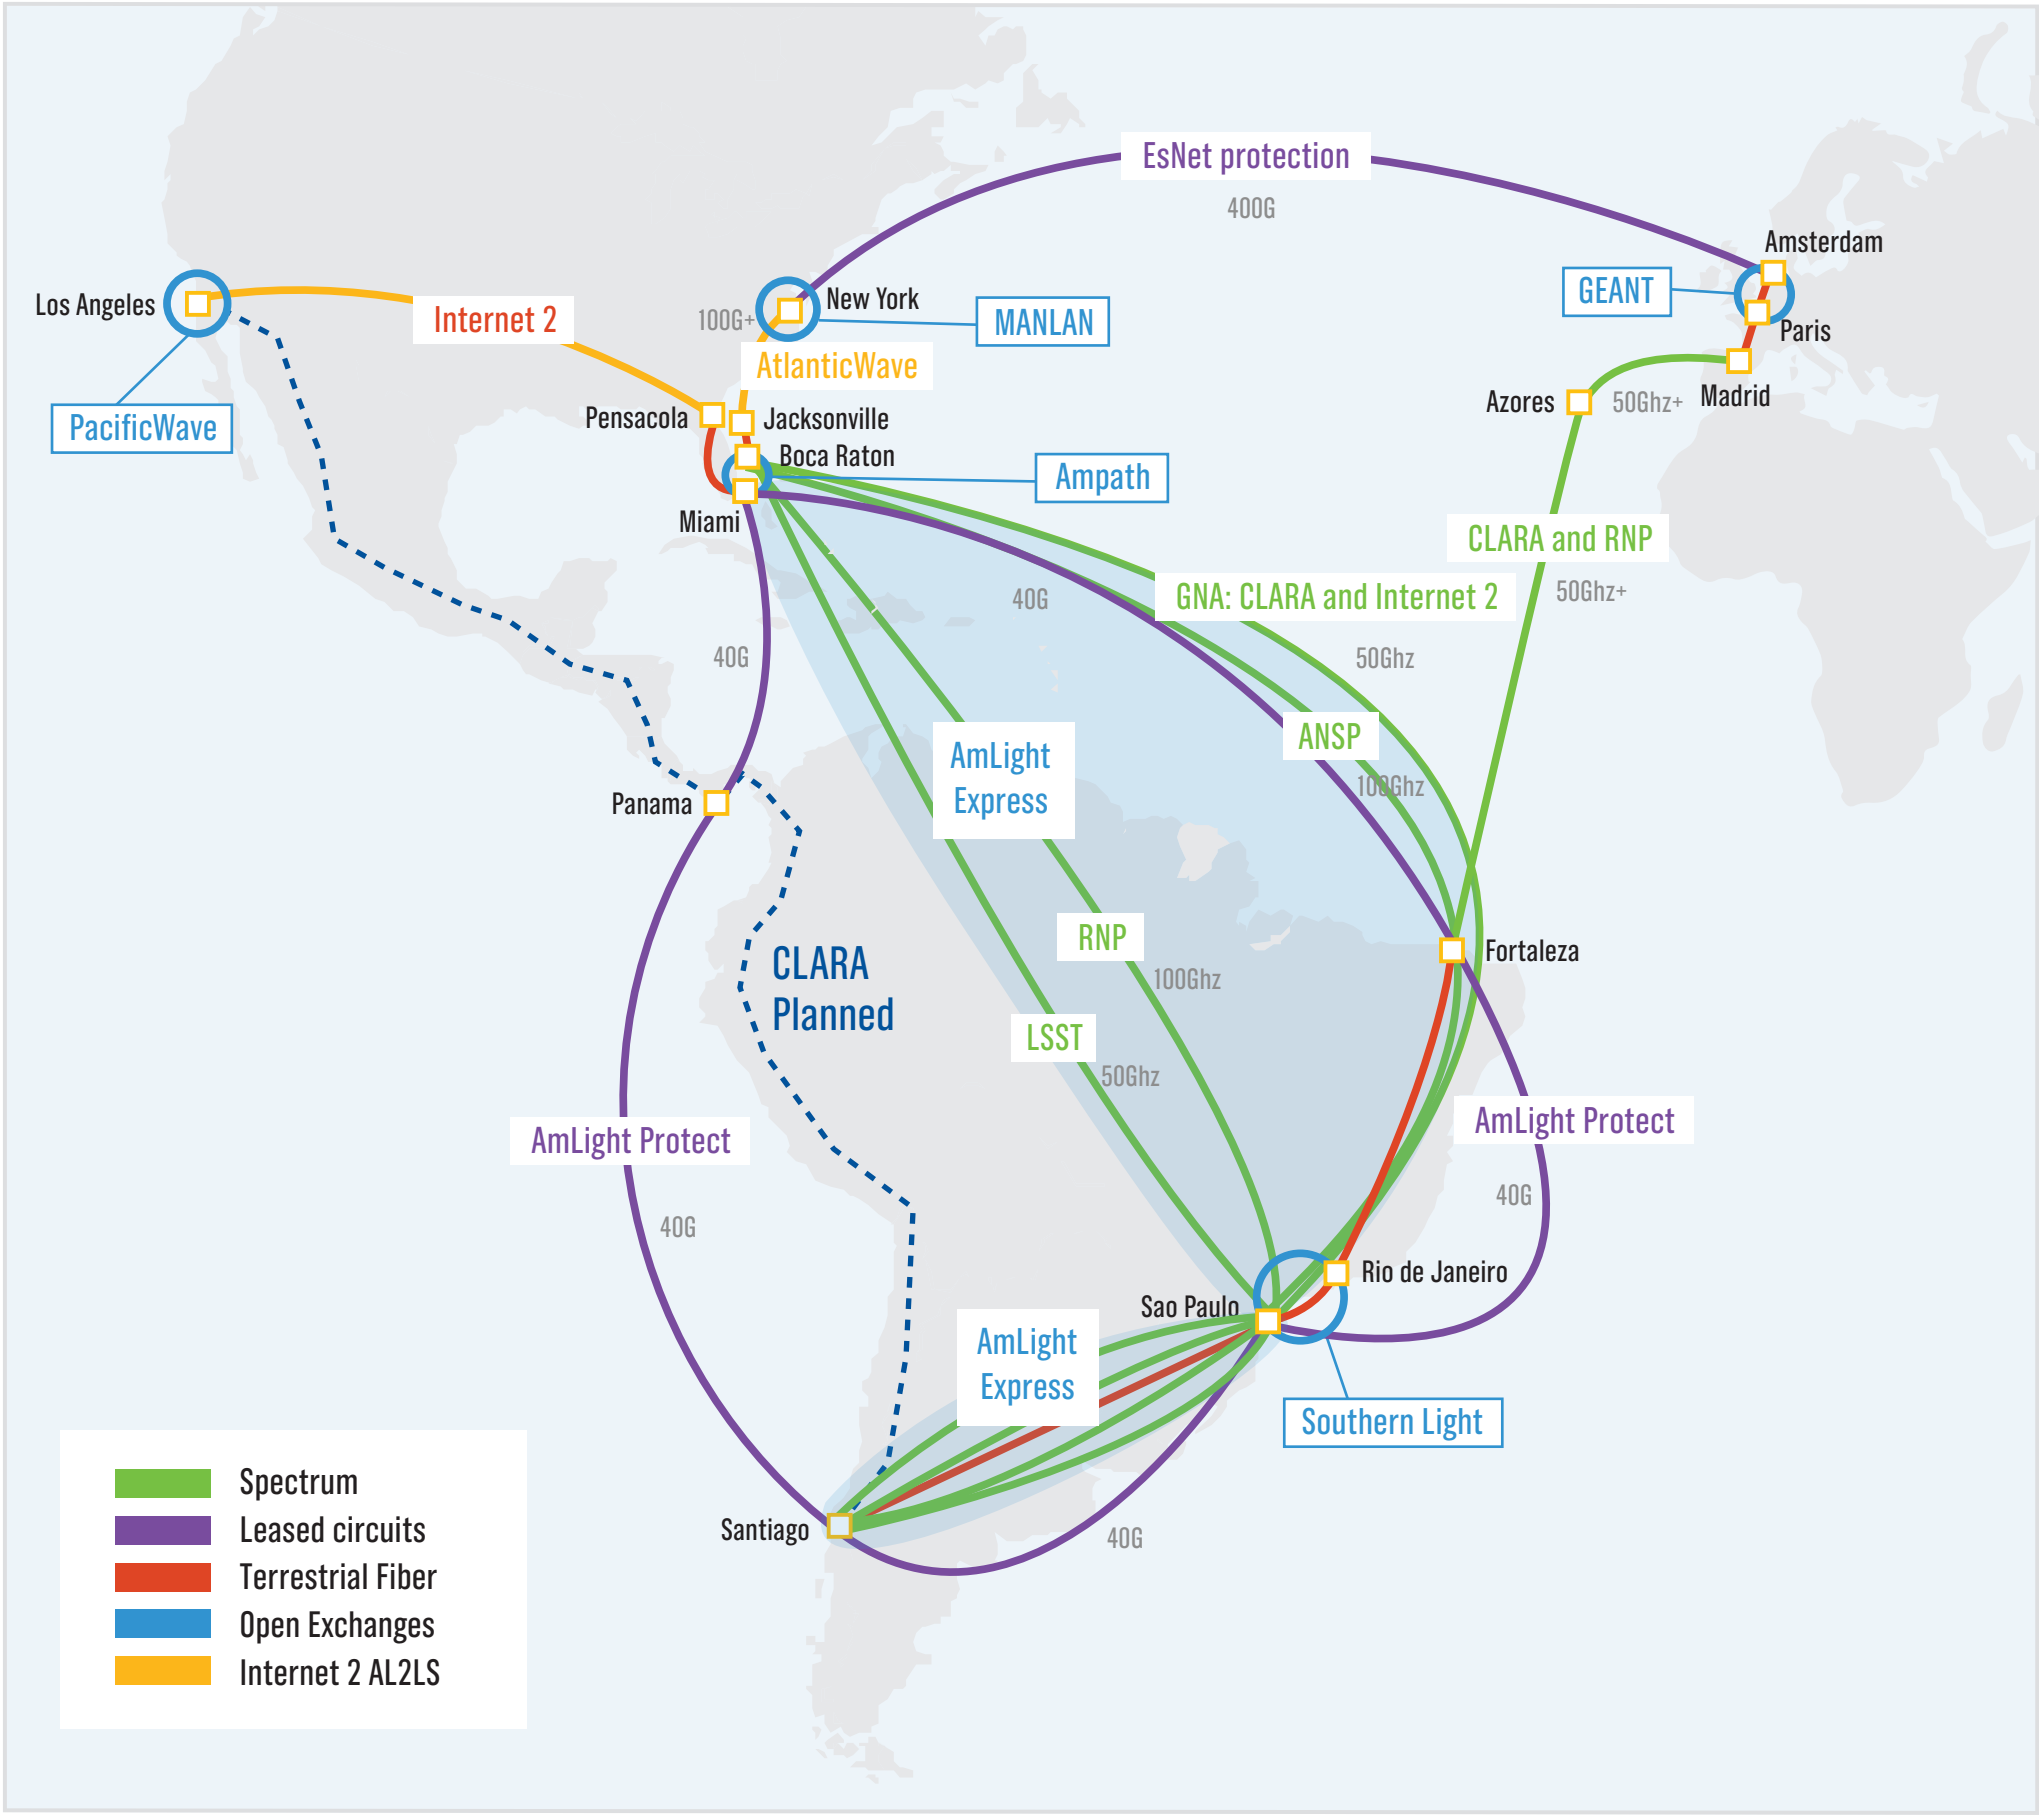 EsNet protection
400G
Amsterdam
GEANT
Los Angeles
New York
Internet 2
100G+
MANLAN
Paris
AtlanticWave
Madrid
Azores
50Ghz+
PacificWave
Pensacola
Jacksonville
Boca Raton
Ampath
Miami
CLARA and RNP
50Ghz+
40G
GNA: CLARA and Internet 2
40G
50Ghz
ANSP
100Ghz
AmLight
Express
Panama
RNP
100Ghz
Fortaleza
CLARA
Planned
LSST
50Ghz
AmLight Protect
AmLight Protect
40G
40G
Rio de Janeiro
Sao Paulo
AmLight
Express
Southern Light
Santiago
40G
Spectrum
Leased circuits
Terrestrial Fiber
Open Exchanges
Internet 2 AL2LS